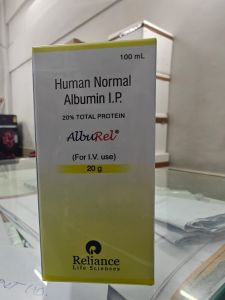 100 mL
Human Normal
Albumin I.P.
20% TOTAL PROTEIN
AlbuRel®
(For I.V. use)
20 g
Reliance
Life Sciences